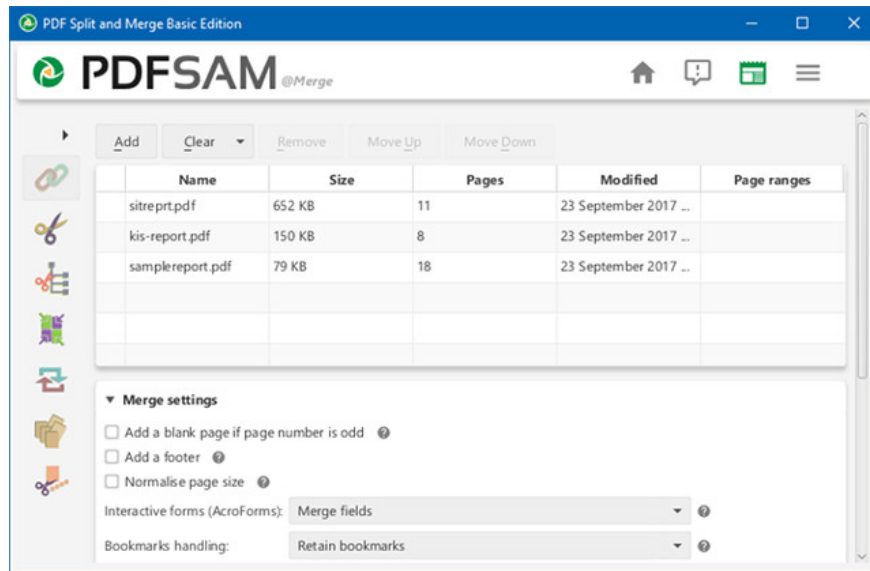 PDF Split and Merge Basic Edition
PDFSAM @Merge
Add Clear Remove Move Up Move Down
Name Size Pages Modified Page ranges
sitreprt.pdf 652 KB 11 23 September 2017 ...
kis-report.pdf 150 KB 8 23 September 2017 ...
samplereport.pdf 79 KB 18 23 September 2017 ...
Merge settings
Add a blank page if page number is odd
Add a footer
Normalise page size
Interactive forms (AcroForms): Merge fields
Bookmarks handling: Retain bookmarks